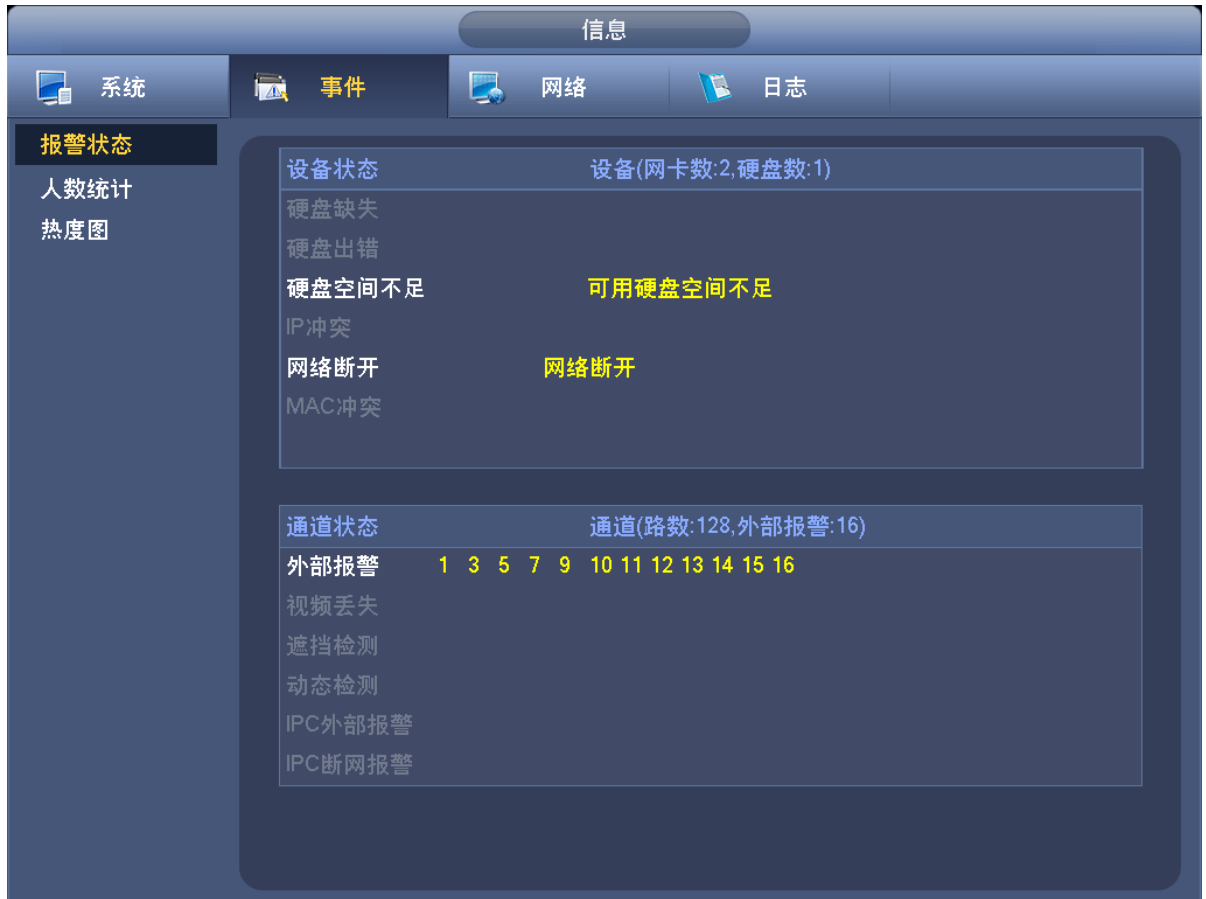 信息
系统 事件 网络 日志
报警状态
人数统计
热度图
设备状态 设备(网卡数:2,硬盘数:1)
硬盘缺失
硬盘出错
硬盘空间不足 可用硬盘空间不足
IP冲突
网络断开 网络断开
MAC冲突
通道状态 通道(路数:128,外部报警:16)
外部报警 1 3 5 7 9 10 11 12 13 14 15 16
视频丢失
遮挡检测
动态检测
IPC外部报警
IPC断网报警